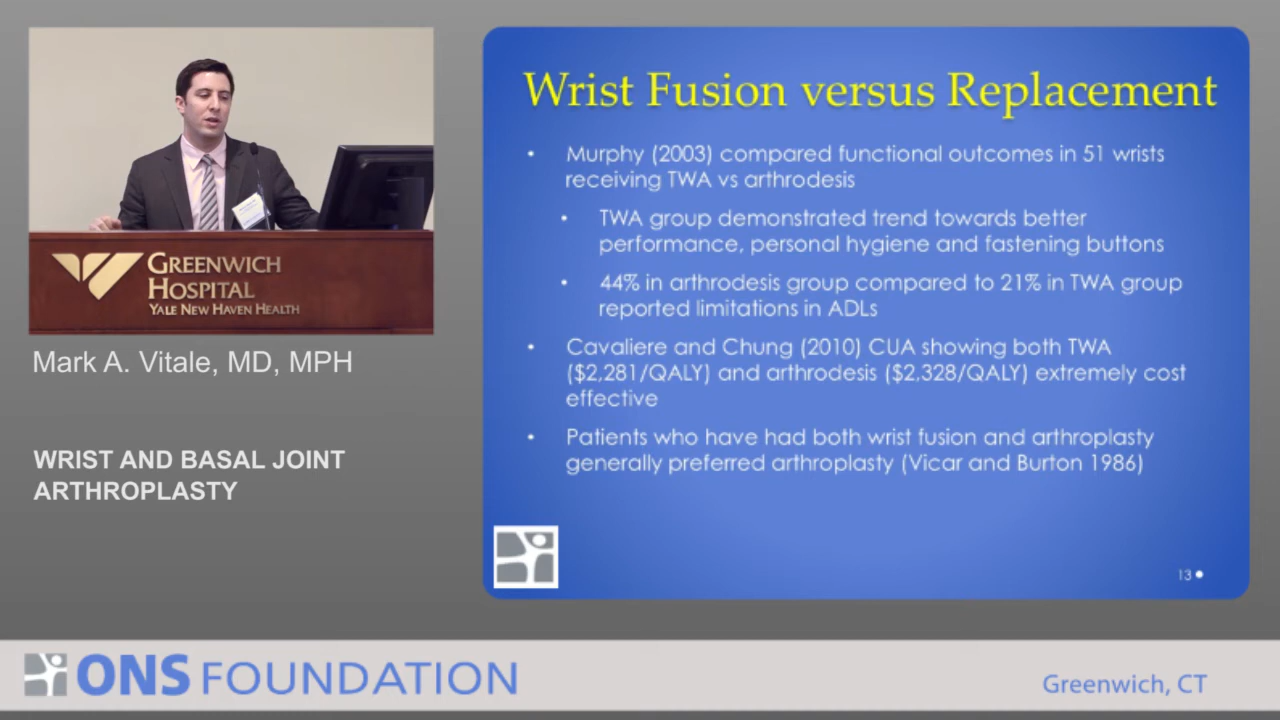 GREENWICH
HOSPITAL
YALE NEW HAVEN HEALTH
Mark A. Vitale, MD, MPH
WRIST AND BASAL JOINT
ARTHROPLASTY
Wrist Fusion versus Replacement
• Murphy (2003) compared functional outcomes in 51 wrists
receiving TWA vs arthrodesis
• TWA group demonstrated trend towards better
performance, personal hygiene and fastening buttons
• 44% in arthrodesis group compared to 21% in TWA group
reported limitations in ADLs
• Cavaliere and Chung (2010) CUA showing both TWA
($2,281/QALY) and arthrodesis ($2,328/QALY) extremely cost
effective
• Patients who have had both wrist fusion and arthroplasty
generally preferred arthroplasty (Vicar and Burton 1986)
13
ONS FOUNDATION
Greenwich, CT